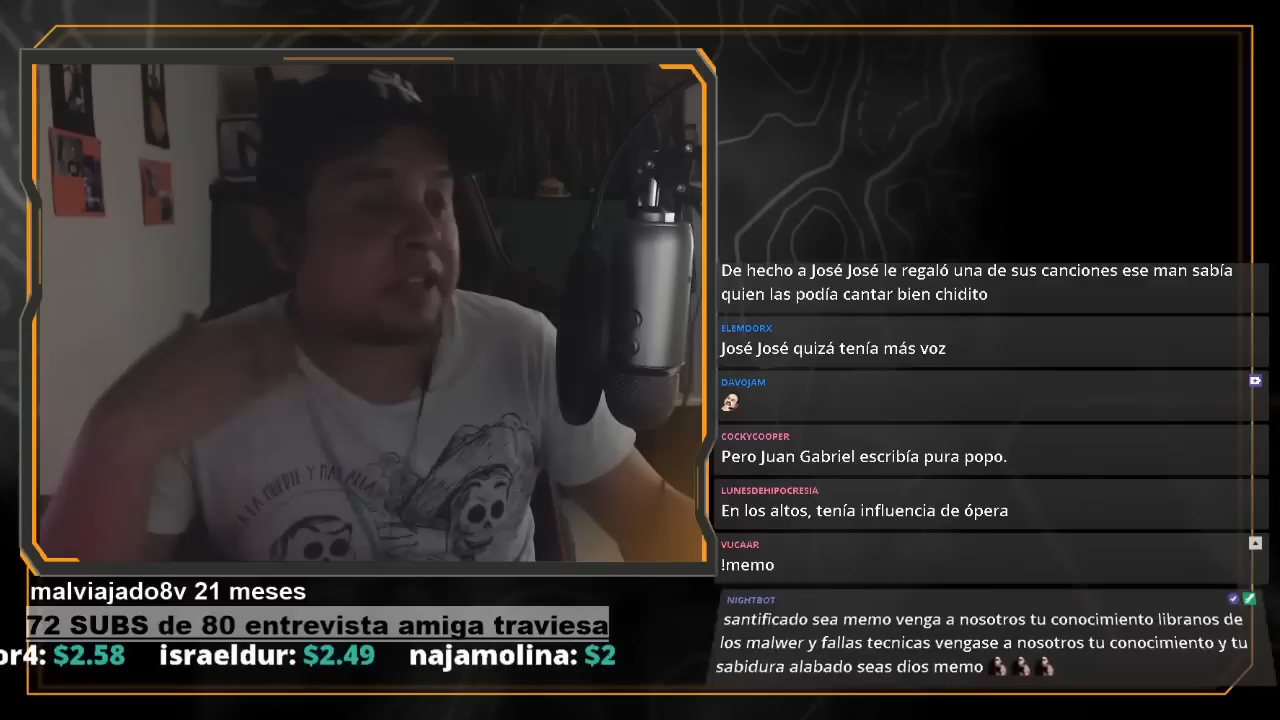 De hecho a José José le regaló una de sus canciones ese man sabía
quien las podía cantar bien chidito
ELEMDORX
José José quizá tenía más voz
DAVOJAM
COCKYCOOPER
Pero Juan Gabriel escribía pura popo.
LUNESDEHIPOCRESIA
En los altos, tenía influencia de ópera
VUCAAR
!memo
NIGHTBOT
santificado sea memo venga a nosotros tu conocimiento libranos de
los malwer y fallas tecnicas vengase a nosotros tu conocimiento y tu
sabidura alabado seas dios memo
malviajado8v 21 meses
72 SUBS de 80 entrevista amiga traviesa
or4: $2.58 israeldur: $2.49 najamolina: $2